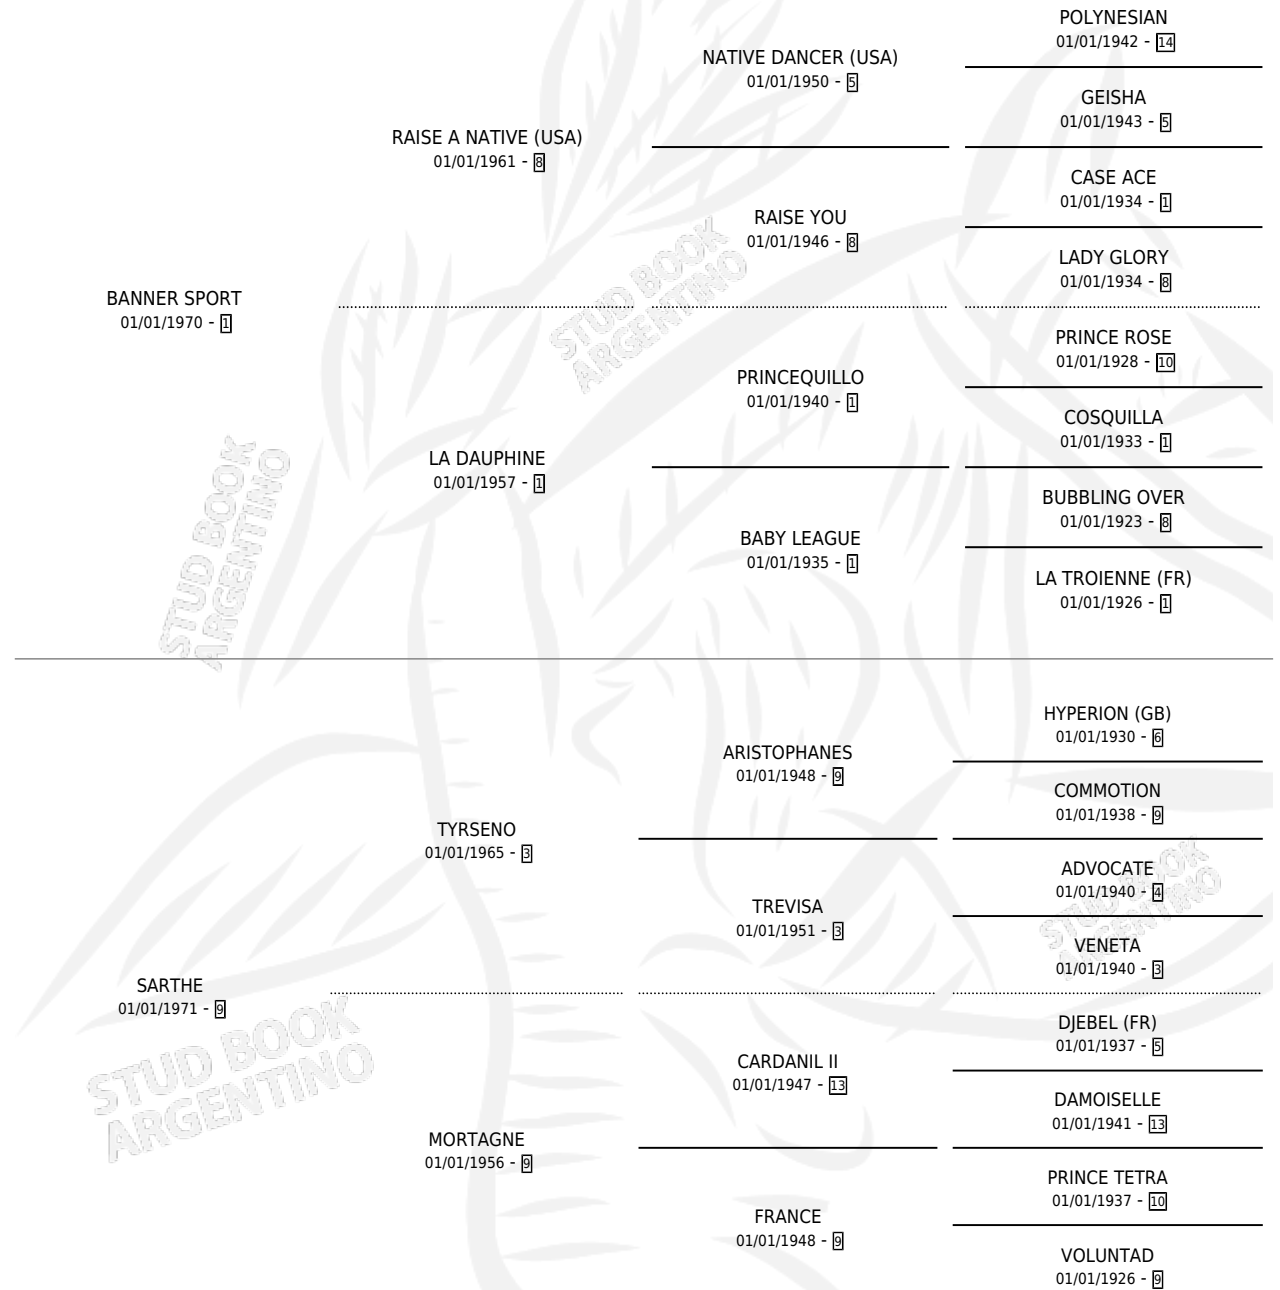 POLYNESIAN
01/01/1942 - 14
NATIVE DANCER (USA)
01/01/1950 - 5
GEISHA
01/01/1943 - 5
RAISE A NATIVE (USA)
01/01/1961 - 8
CASE ACE
01/01/1934 - 1
RAISE YOU
01/01/1946 - 8
LADY GLORY
01/01/1934 - 8
BANNER SPORT
01/01/1970 - 1
PRINCE ROSE
01/01/1928 - 10
PRINCEQUILLO
01/01/1940 - 1
COSQUILLA
01/01/1933 - 1
LA DAUPHINE
01/01/1957 - 1
BUBBLING OVER
01/01/1923 - 8
BABY LEAGUE
01/01/1935 - 1
LA TROIENNE (FR)
01/01/1926 - 1
STUD BOOK
ARGENTINO
STUD BOOK
ARGENTINO
HYPERION (GB)
01/01/1930 - 6
ARISTOPHANES
01/01/1948 - 9
COMMOTION
01/01/1938 - 9
TYRSENO
01/01/1965 - 3
ADVOCATE
01/01/1940 - 4
TREVISA
01/01/1951 - 3
VENETA
01/01/1940 - 3
SARTHE
01/01/1971 - 9
DJEBEL (FR)
01/01/1937 - 5
CARDANIL II
01/01/1947 - 13
DAMOISELLE
01/01/1941 - 13
MORTAGNE
01/01/1956 - 9
PRINCE TETRA
01/01/1937 - 10
FRANCE
01/01/1948 - 9
VOLUNTAD
01/01/1926 - 9
STUD BOOK
ARGENTINO
STUD BOOK
ARGENTINO